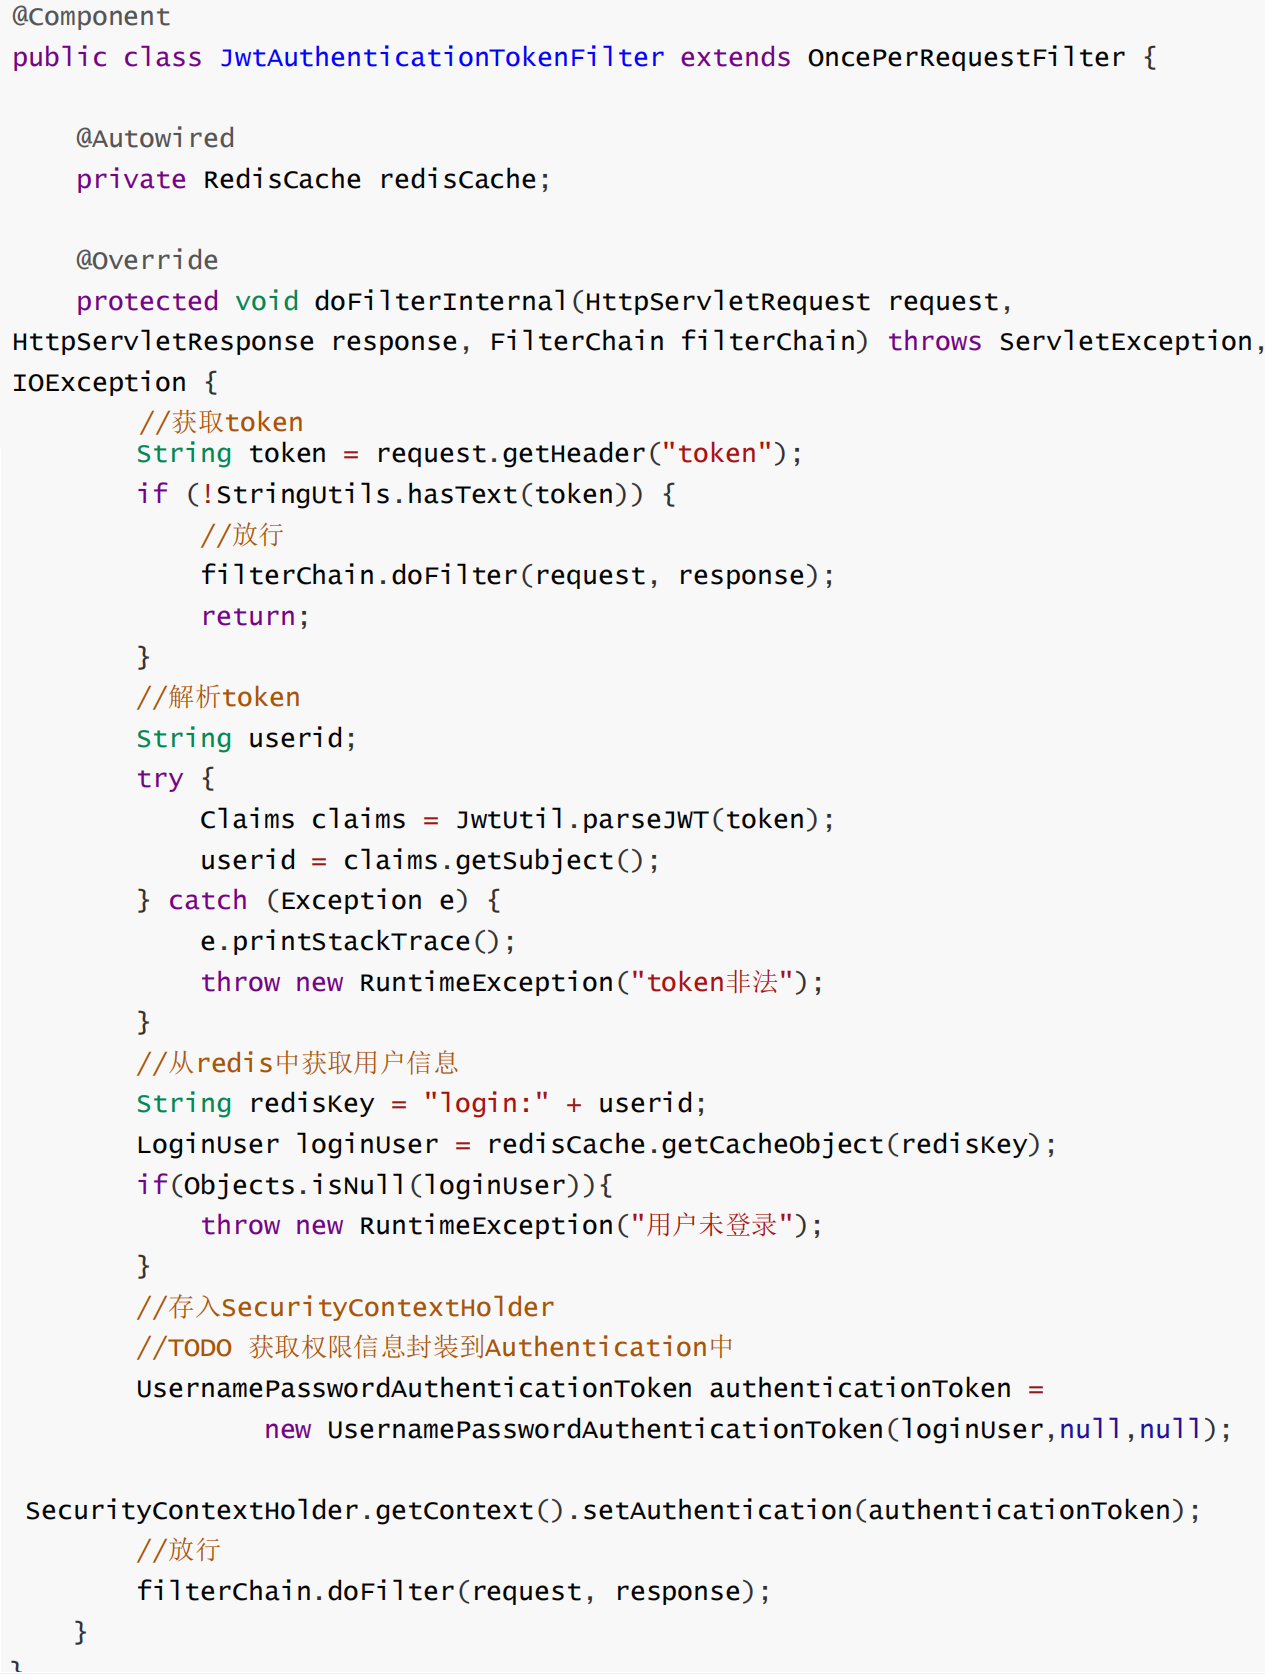 @Component
public class JwtAuthenticationTokenFilter extends OncePerRequestFilter {
@Autowired
private RedisCache redisCache;
@Override
protected void doFilterInternal(HttpServletRequest request,
HttpServletResponse response, FilterChain filterChain) throws ServletException,
IOException {
//获取token
String token = request.getHeader("token");
if (!StringUtils.hasText(token)) {
//放行
filterChain.doFilter(request, response);
return;
}
//解析token
String userid;
try {
Claims claims = JwtUtil.parseJWT(token);
userid = claims.getSubject();
} catch (Exception e) {
e.printStackTrace();
throw new RuntimeException("token非法");
}
//从redis中获取用户信息
String redisKey = "login:" + userid;
LoginUser loginUser = redisCache.getCacheObject(redisKey);
if(Objects.isNull(loginUser)){
throw new RuntimeException("用户未登录");
}
//存入SecurityContextHolder
//TODO 获取权限信息封装到Authentication中
UsernamePasswordAuthenticationToken authenticationToken =
new UsernamePasswordAuthenticationToken(loginUser,null,null);
SecurityContextHolder.getContext().setAuthentication(authenticationToken);
//放行
filterChain.doFilter(request, response);
}
}